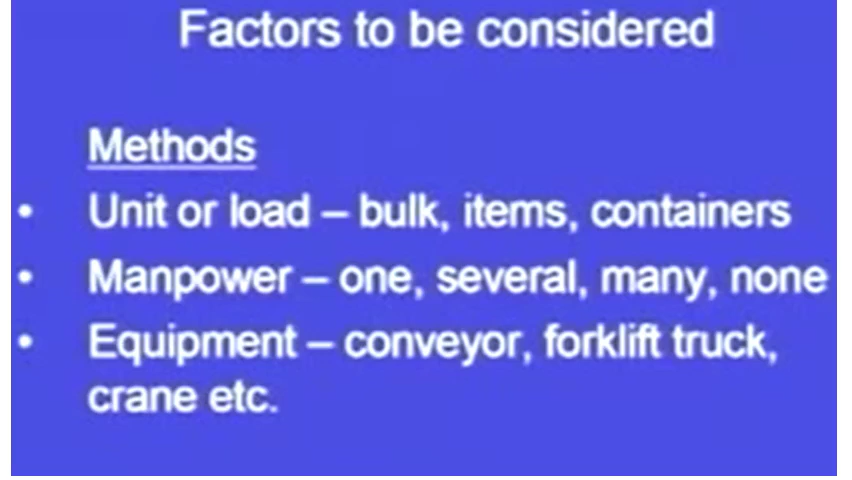 Factors to be considered
Methods
• Unit or load – bulk, items, containers
• Manpower – one, several, many, none
• Equipment – conveyor, forklift truck,
crane etc.